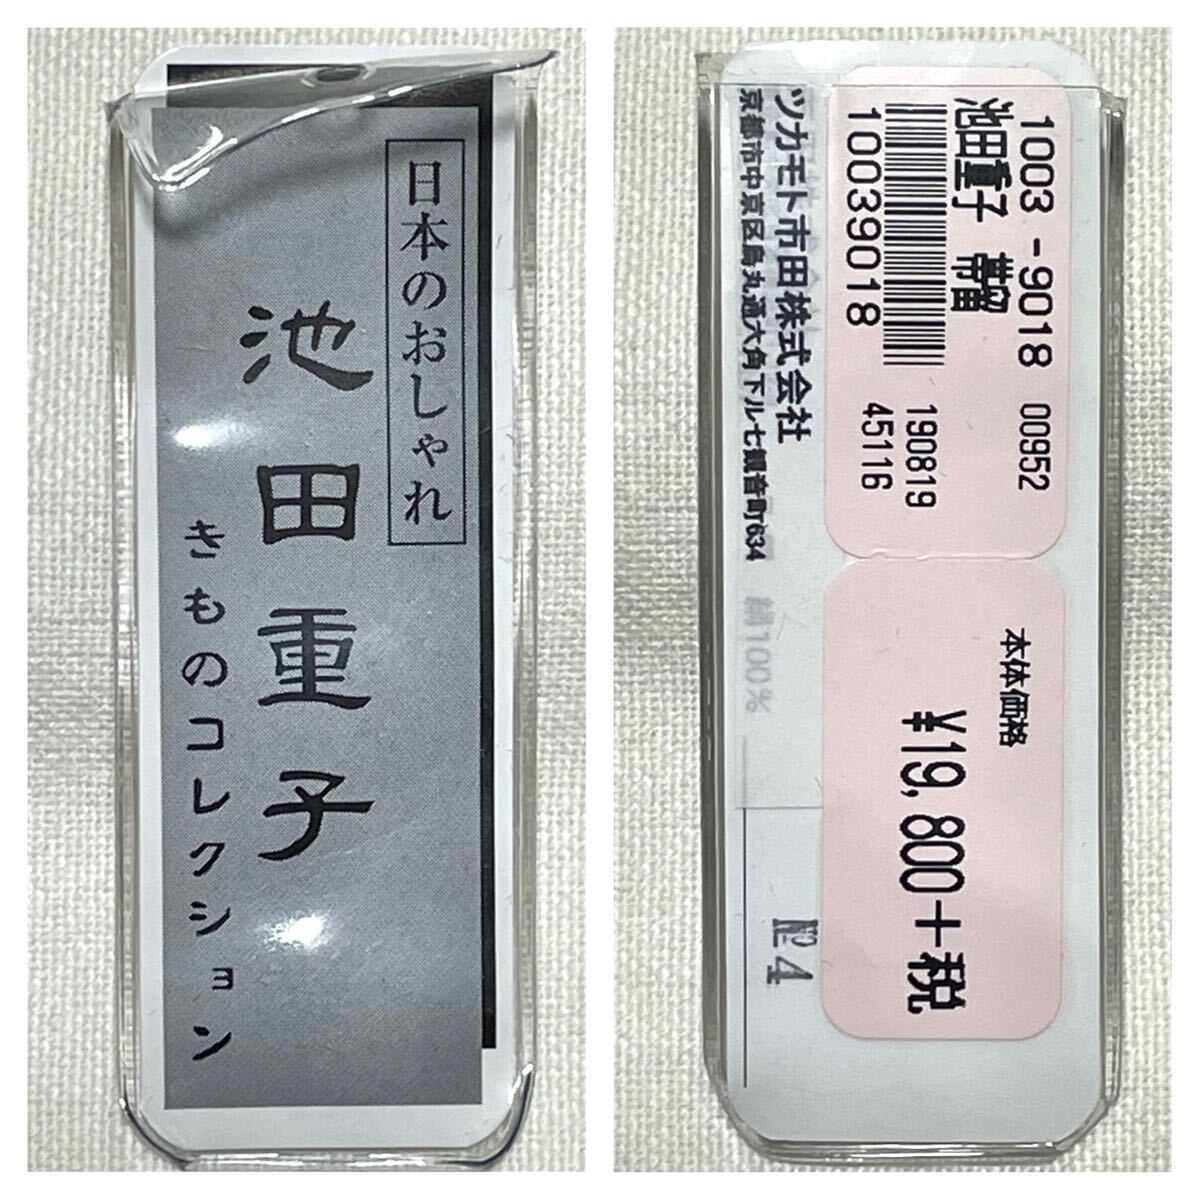 日本のおしゃれ
池田重子
きものコレクション
1003-9018 00952
池田重子 帯留
190819
10039018 45116
本体価格
¥19,800+税
ツカモト市田株式会社
京都市中京区烏丸通六角下ル七観音町634
絹100%
№4